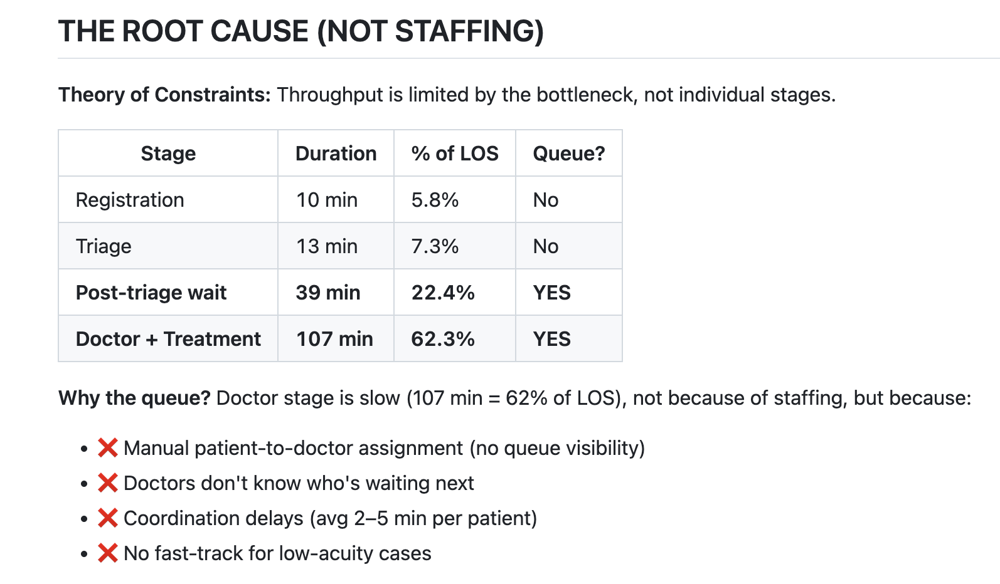 THE ROOT CAUSE (NOT STAFFING)
Theory of Constraints: Throughput is limited by the bottleneck, not individual stages.
Stage Duration % of LOS Queue?
Registration 10 min 5.8% No
Triage 13 min 7.3% No
Post-triage wait 39 min 22.4% YES
Doctor + Treatment 107 min 62.3% YES
Why the queue? Doctor stage is slow (107 min = 62% of LOS), not because of staffing, but because:
• ❌ Manual patient-to-doctor assignment (no queue visibility)
• ❌ Doctors don't know who's waiting next
• ❌ Coordination delays (avg 2–5 min per patient)
• ❌ No fast-track for low-acuity cases